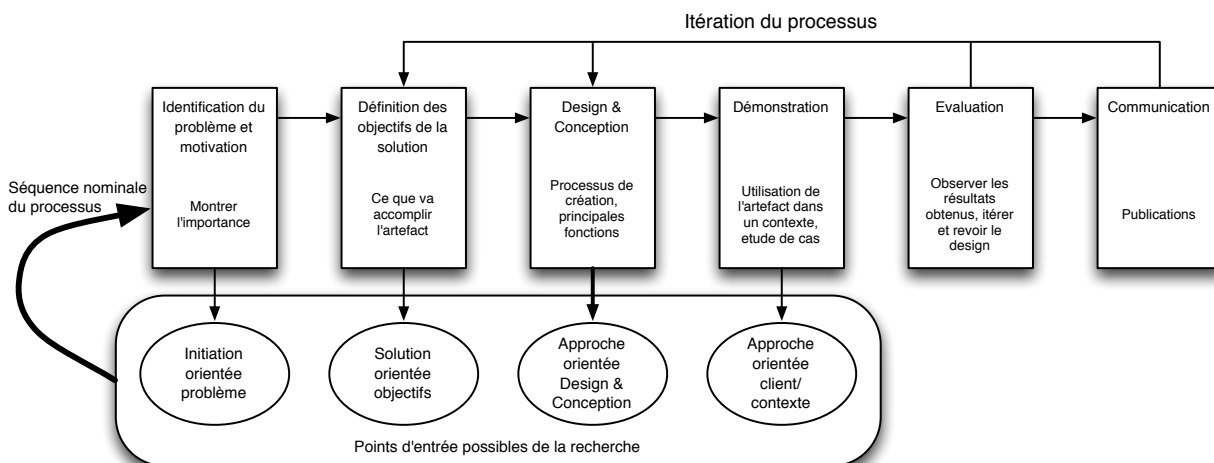 Itération du processus
Identification du
problème et
motivation
Montrer
l'importance
Définition des
objectifs de la
solution
Ce que va
accomplir
l'artefact
Design &
Conception
Processus de
création,
principales
fonctions
Démonstration
Utilisation de
l'artefact dans
un contexte,
etude de cas
Evaluation
Observer les
résultats
obtenus, itérer
et revoir le
design
Communication
Publications
Séquence nominale
du processus
Initiation
orientée
problème
Solution
orientée
objectifs
Approche
orientée
Design &
Conception
Approche
orientée
client/
contexte
Points d'entrée possibles de la recherche